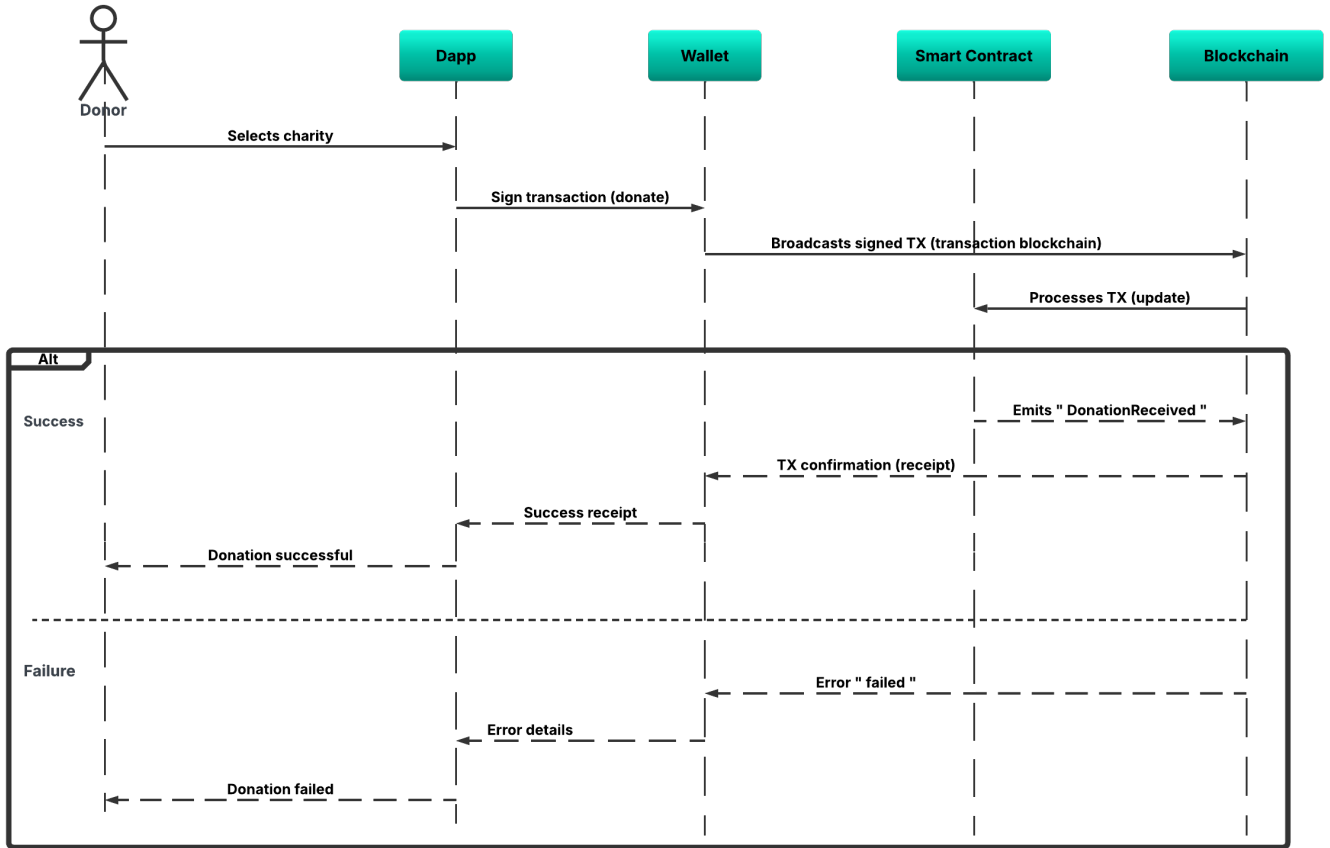 Donor
Dapp
Wallet
Smart Contract
Blockchain
Selects charity
Sign transaction (donate)
Broadcasts signed TX (transaction blockchain)
Processes TX (update)
Alt
Success
Emits " DonationReceived "
TX confirmation (receipt)
Success receipt
Donation successful
Failure
Error " failed "
Error details
Donation failed